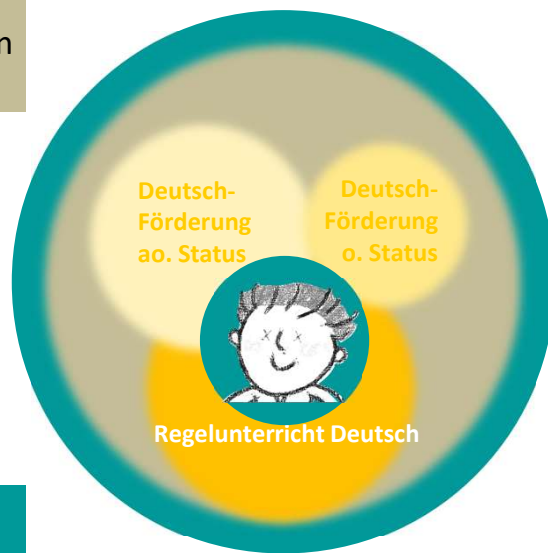 n
Deutsch-
Förderung
ao. Status
Deutsch-
Förderung
o. Status
Regelunterricht Deutsch